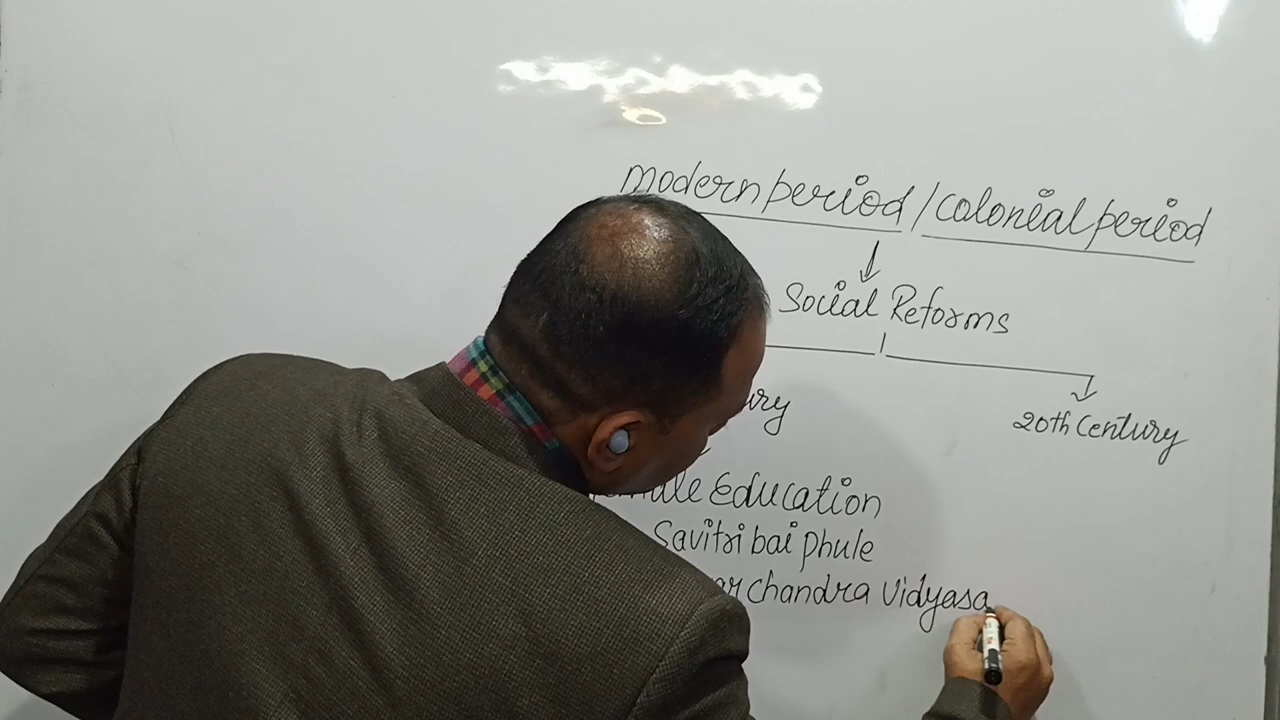 modern period / colonial period
Social Reforms
20th Century
Education
Savitri bai Phule
chandra Vidyasa